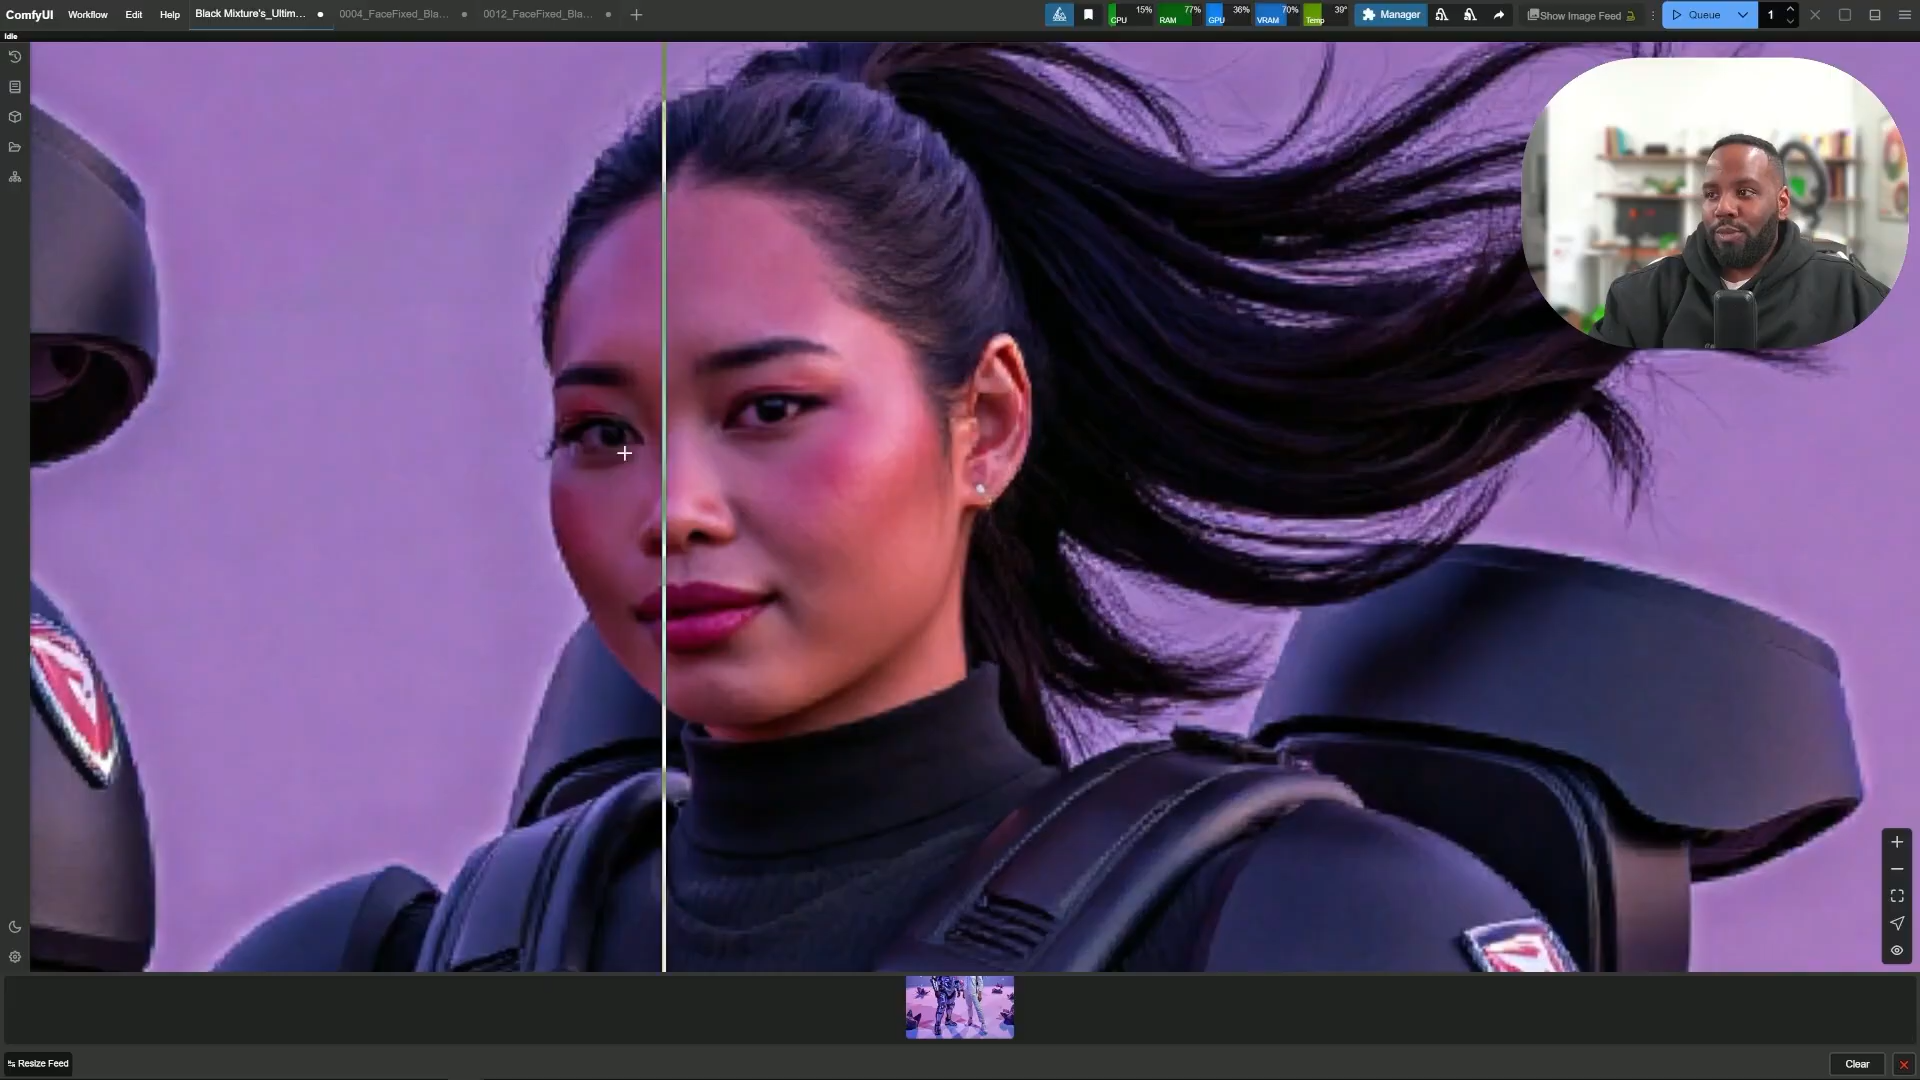 ComfyUI Workflow Edit Help Black Mixture's_Ultim... 0004_FaceFixed_Bla... 0012_FaceFixed_Bla...
CPU 15% RAM 77% GPU 36% VRAM 70% Temp 39° Manager Show Image Feed Queue 1
Idle
Resize Feed Clear